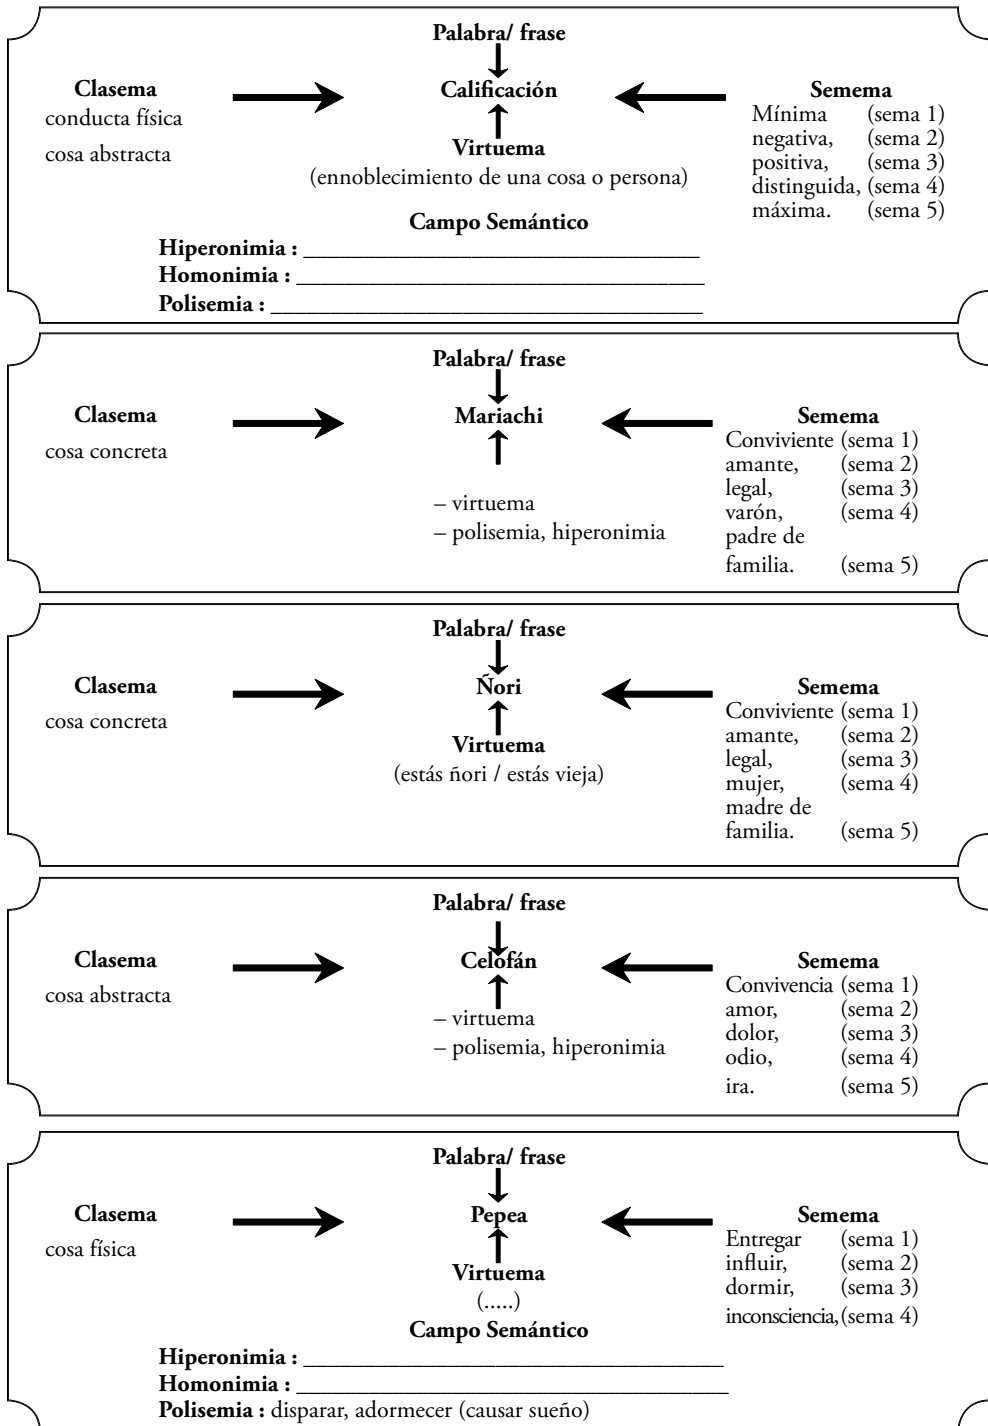 Palabra/ frase
Clasema
Calificación
Semema
conducta física
cosa abstracta
Mínima (sema 1)
negativa, (sema 2)
positiva, (sema 3)
distinguida, (sema 4)
máxima. (sema 5)
Virtuema
(ennoblecimiento de una cosa o persona)
Campo Semántico
Hiperonimia : _________________________________
Homonimia : __________________________________
Polisemia : ____________________________________
Palabra/ frase
Clasema
Mariachi
Semema
cosa concreta
Conviviente (sema 1)
amante, (sema 2)
legal, (sema 3)
varón, (sema 4)
padre de
familia. (sema 5)
– virtuema
– polisemia, hiperonimia
Palabra/ frase
Clasema
Ñori
Semema
cosa concreta
Conviviente (sema 1)
amante, (sema 2)
legal, (sema 3)
mujer, (sema 4)
madre de
familia. (sema 5)
Virtuema
(estás ñori / estás vieja)
Palabra/ frase
Clasema
Celofán
Semema
cosa abstracta
Convivencia (sema 1)
amor, (sema 2)
dolor, (sema 3)
odio, (sema 4)
ira. (sema 5)
– virtuema
– polisemia, hiperonimia
Palabra/ frase
Clasema
Pepea
Semema
cosa física
Entregar (sema 1)
influir, (sema 2)
dormir, (sema 3)
inconsciencia, (sema 4)
Virtuema
(.....)
Campo Semántico
Hiperonimia : ___________________________________
Homonimia : ____________________________________
Polisemia : disparar, adormecer (causar sueño)